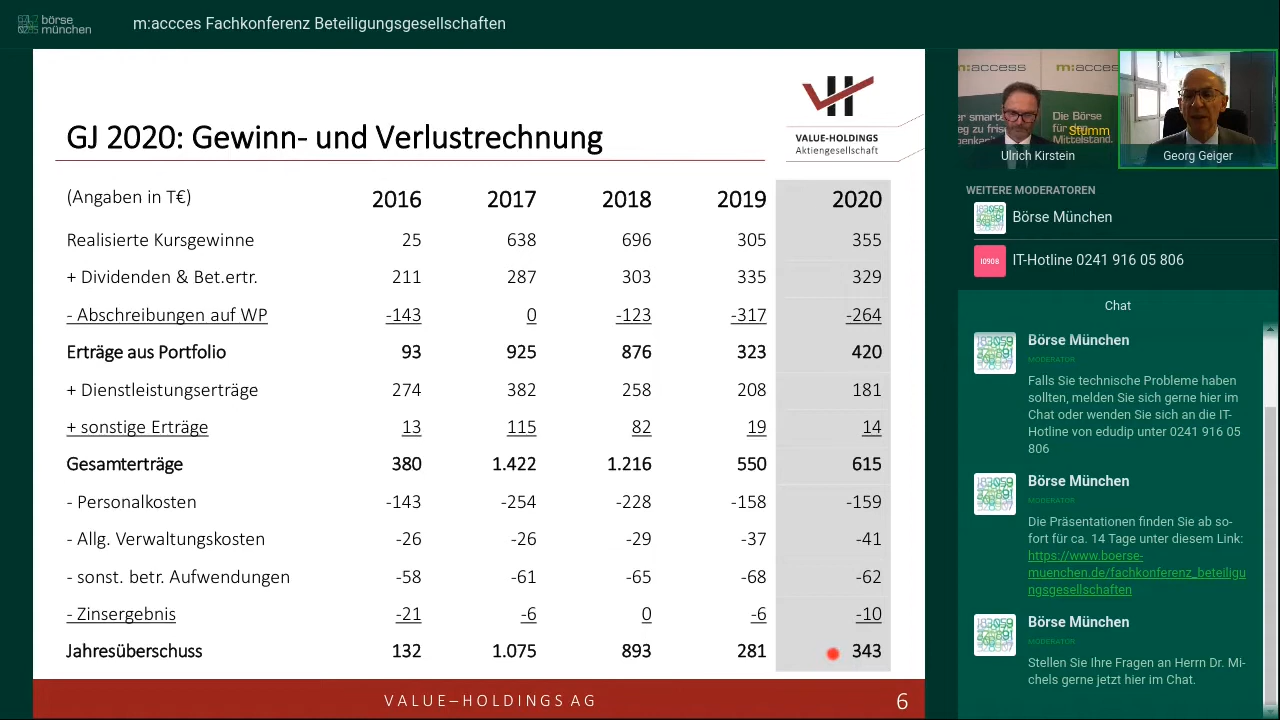 börse
münchen
m:accces Fachkonferenz Beteiligungsgesellschaften
GJ 2020: Gewinn- und Verlustrechnung
VALUE-HOLDINGS
Aktiengesellschaft
(Angaben in T€) 2016 2017 2018 2019 2020
Realisierte Kursgewinne 25 638 696 305 355
+ Dividenden & Bet.ertr. 211 287 303 335 329
- Abschreibungen auf WP -143 0 -123 -317 -264
Erträge aus Portfolio 93 925 876 323 420
+ Dienstleistungserträge 274 382 258 208 181
+ sonstige Erträge 13 115 82 19 14
Gesamterträge 380 1.422 1.216 550 615
- Personalkosten -143 -254 -228 -158 -159
- Allg. Verwaltungskosten -26 -26 -29 -37 -41
- sonst. betr. Aufwendungen -58 -61 -65 -68 -62
- Zinsergebnis -21 -6 0 -6 -10
Jahresüberschuss 132 1.075 893 281 343
VALUE–HOLDINGS AG
6
m:access
Die Börse
Mittelstand.
Stumm
Ulrich Kirstein
Georg Geiger
WEITERE MODERATOREN
Börse München
I0908
IT-Hotline 0241 916 05 806
Chat
Börse München
MODERATOR
Falls Sie technische Probleme haben
sollten, melden Sie sich gerne hier im
Chat oder wenden Sie sich an die IT-
Hotline von edudip unter 0241 916 05
806
Börse München
MODERATOR
Die Präsentationen finden Sie ab so-
fort für ca. 14 Tage unter diesem Link:
https://www.boerse-
muenchen.de/fachkonferenz_beteiligu
ngsgesellschaften
Börse München
MODERATOR
Stellen Sie Ihre Fragen an Herrn Dr. Mi-
chels gerne jetzt hier im Chat.